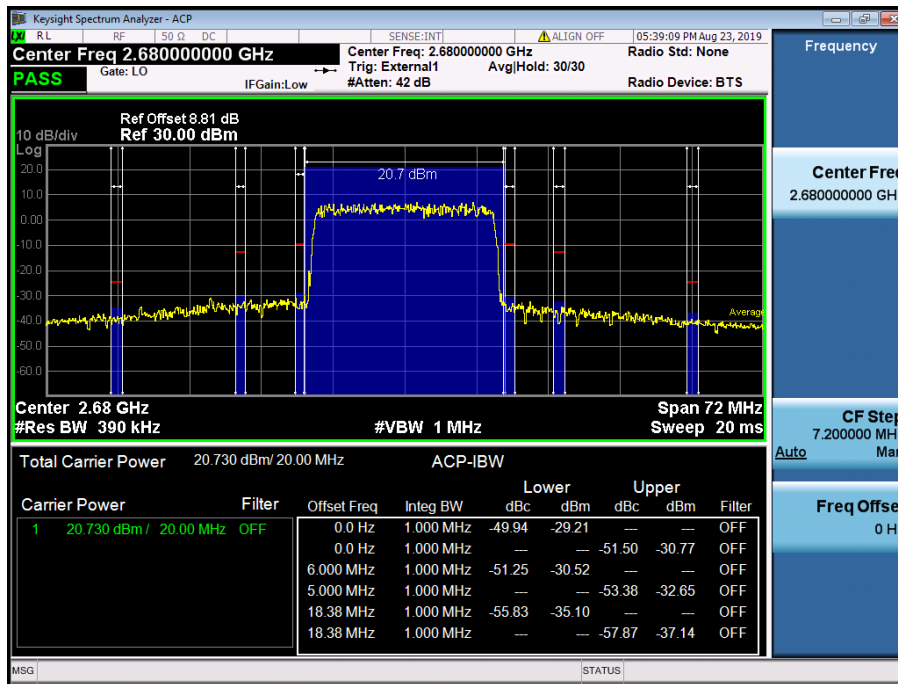 Keysight Spectrum Analyzer - ACP
LXI RL RF 50 Ω DC SENSE:INT ALIGN OFF 05:39:09 PM Aug 23, 2019
Center Freq 2.680000000 GHz Center Freq: 2.680000000 GHz Radio Std: None
Gate: LO Trig: External1 Avg|Hold: 30/30
PASS IFGain:Low #Atten: 42 dB Radio Device: BTS
Ref Offset 8.81 dB
10 dB/div Ref 30.00 dBm
Log
20.0
20.7 dBm
10.0
0.00
-10.0
-20.0
-30.0
-40.0
Average
-50.0
-60.0
Center 2.68 GHz Span 72 MHz
#Res BW 390 kHz #VBW 1 MHz Sweep 20 ms
Total Carrier Power 20.730 dBm/ 20.00 MHz ACP-IBW
Lower Upper
Carrier Power Filter Offset Freq Integ BW dBc dBm dBc dBm Filter
1 20.730 dBm / 20.00 MHz OFF 0.0 Hz 1.000 MHz -49.94 -29.21 --- --- OFF
0.0 Hz 1.000 MHz --- --- -51.50 -30.77 OFF
6.000 MHz 1.000 MHz -51.25 -30.52 --- --- OFF
5.000 MHz 1.000 MHz --- --- -53.38 -32.65 OFF
18.38 MHz 1.000 MHz -55.83 -35.10 --- --- OFF
18.38 MHz 1.000 MHz --- --- -57.87 -37.14 OFF
MSG STATUS
Frequency
Center Fre
2.680000000 GH
CF Step
7.200000 MH
Auto Ma
Freq Offse
0 H